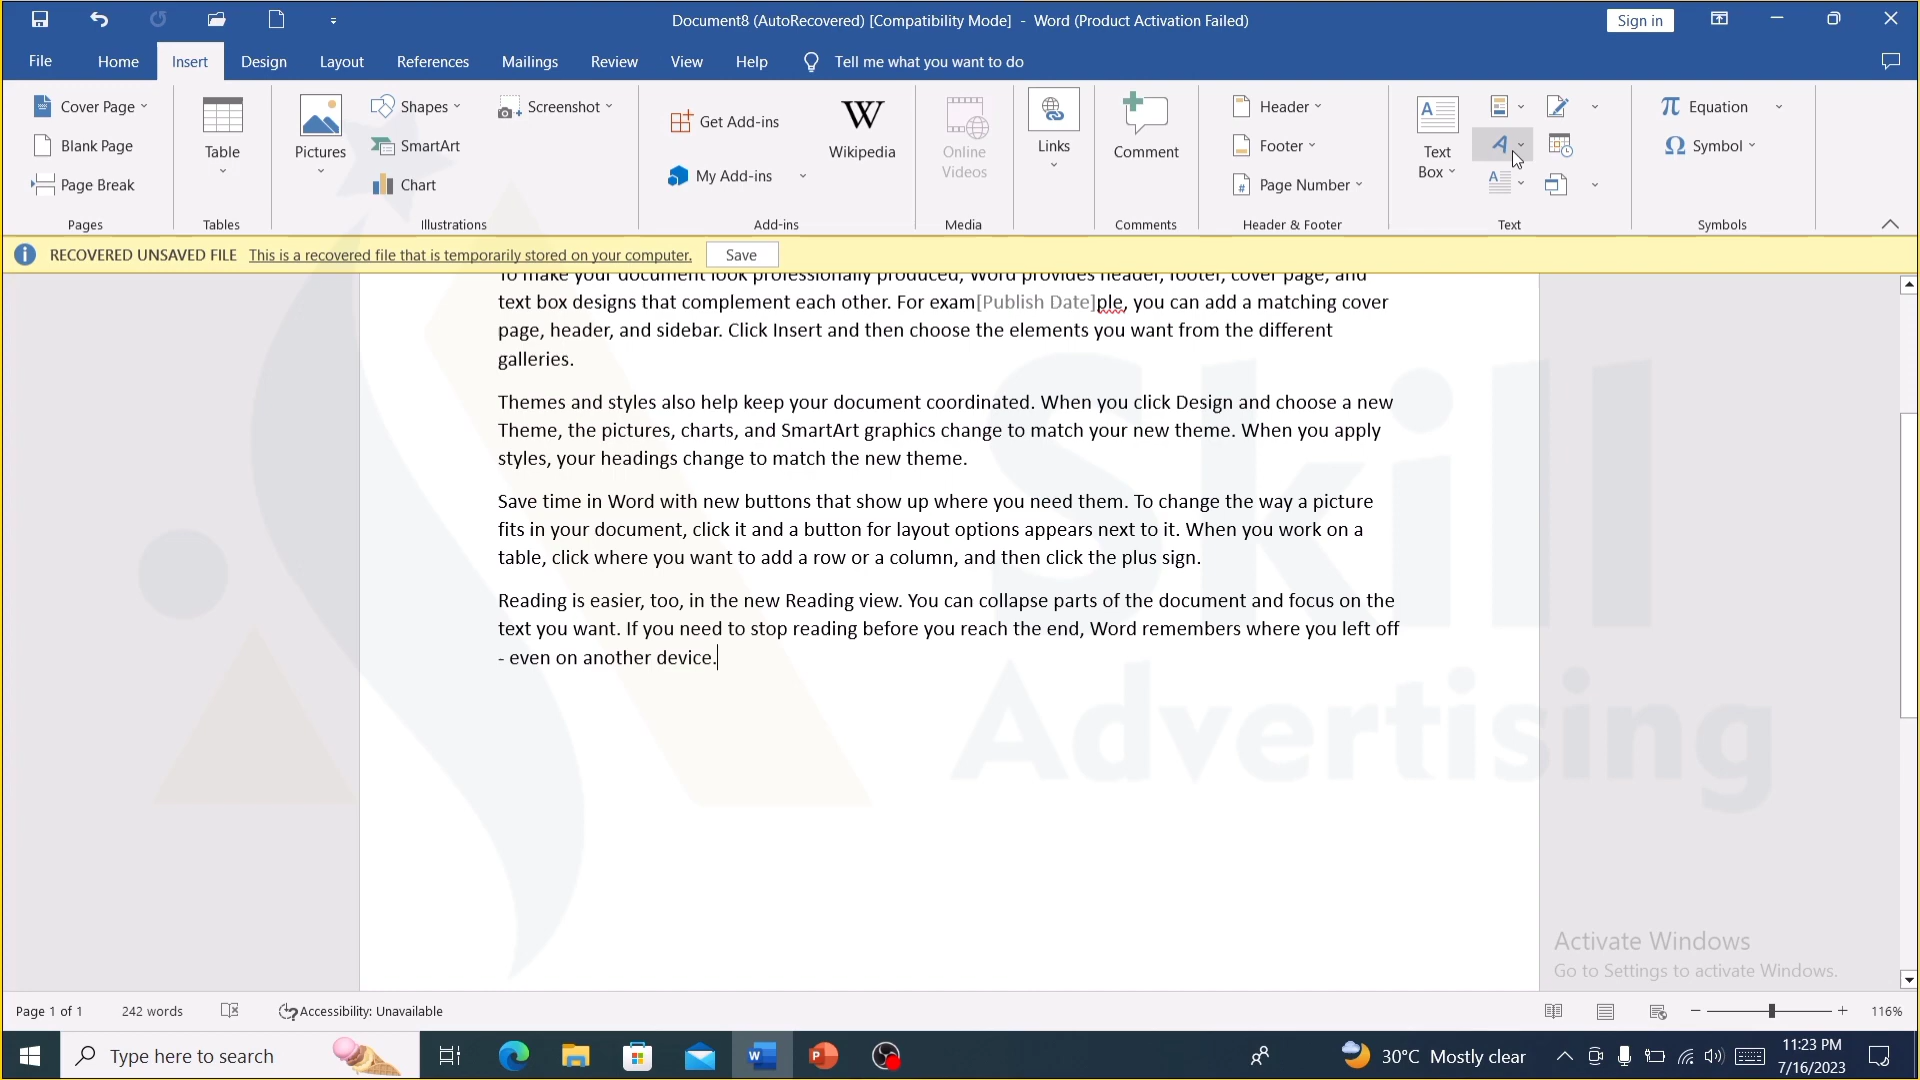 Document8 (AutoRecovered) [Compatibility Mode] - Word (Product Activation Failed)
Sign in
File Home Insert Design Layout References Mailings Review View Help Tell me what you want to do
Cover Page
Blank Page
Page Break
Pages
Table
Tables
Pictures
Shapes
SmartArt
Chart
Screenshot
Illustrations
Get Add-ins
My Add-ins
Wikipedia
Add-ins
Online
Videos
Media
Links
Comment
Comments
Header
Footer
Page Number
Header & Footer
Text
Box
Text
Equation
Symbol
Symbols
RECOVERED UNSAVED FILE This is a recovered file that is temporarily stored on your computer. Save
To make your document look professionally produced, Word provides header, footer, cover page, and
text box designs that complement each other. For exam[Publish Date]ple, you can add a matching cover
page, header, and sidebar. Click Insert and then choose the elements you want from the different
galleries.
Themes and styles also help keep your document coordinated. When you click Design and choose a new
Theme, the pictures, charts, and SmartArt graphics change to match your new theme. When you apply
styles, your headings change to match the new theme.
Save time in Word with new buttons that show up where you need them. To change the way a picture
fits in your document, click it and a button for layout options appears next to it. When you work on a
table, click where you want to add a row or a column, and then click the plus sign.
Reading is easier, too, in the new Reading view. You can collapse parts of the document and focus on the
text you want. If you need to stop reading before you reach the end, Word remembers where you left off
- even on another device.
Skill
Advertising
Activate Windows
Go to Settings to activate Windows.
Page 1 of 1 242 words Accessibility: Unavailable 116%
Type here to search
30°C Mostly clear
11:23 PM
7/16/2023